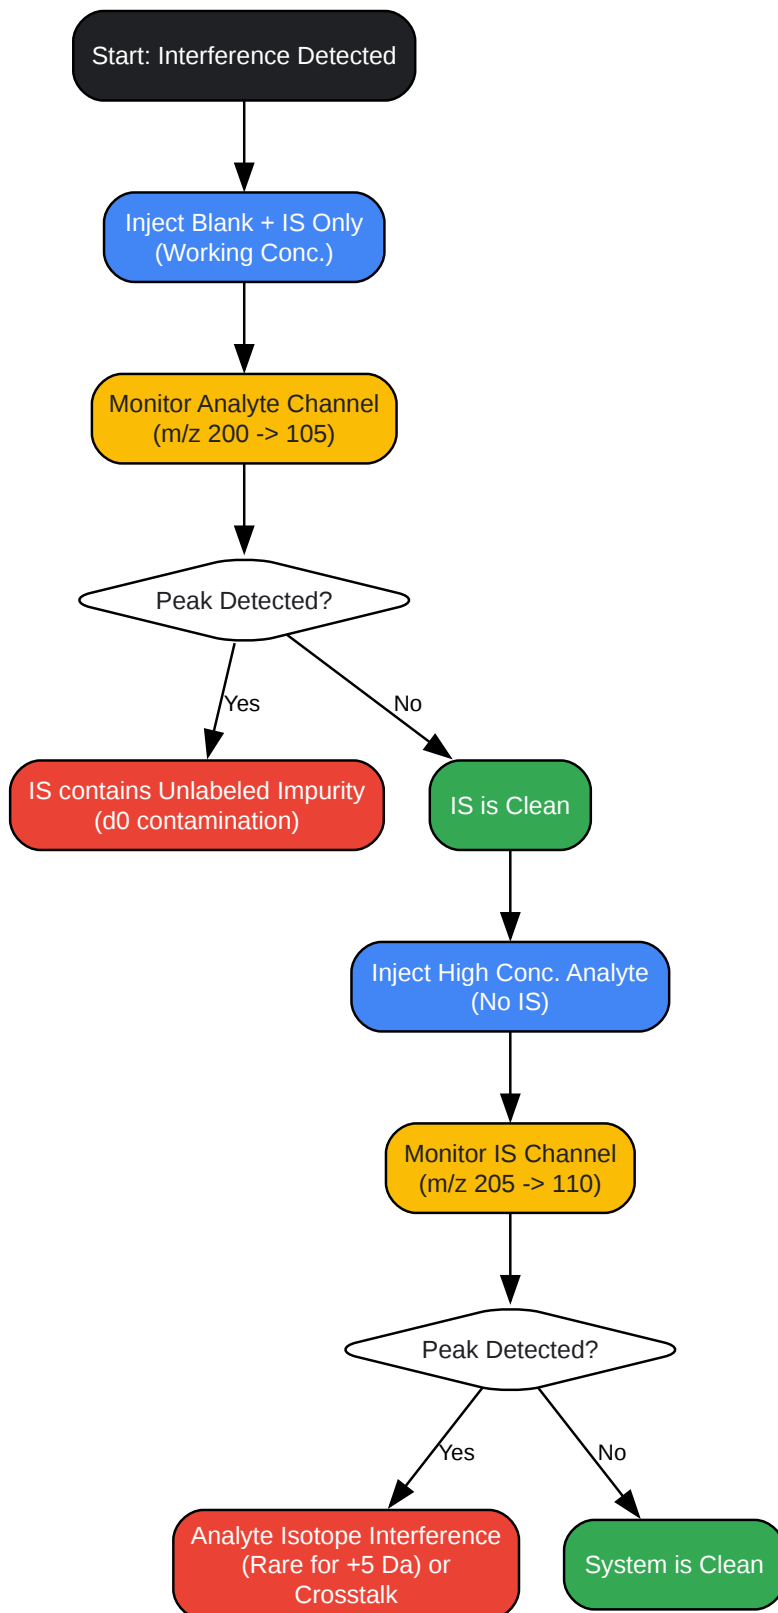 Start: Interference Detected
Inject Blank + IS Only
(Working Conc.)
Monitor Analyte Channel
(m/z 200 -> 105)
Peak Detected?
Yes
No
IS contains Unlabeled Impurity
(d0 contamination)
IS is Clean
Inject High Conc. Analyte
(No IS)
Monitor IS Channel
(m/z 205 -> 110)
Peak Detected?
Yes
No
Analyte Isotope Interference
(Rare for +5 Da) or
Crosstalk
System is Clean